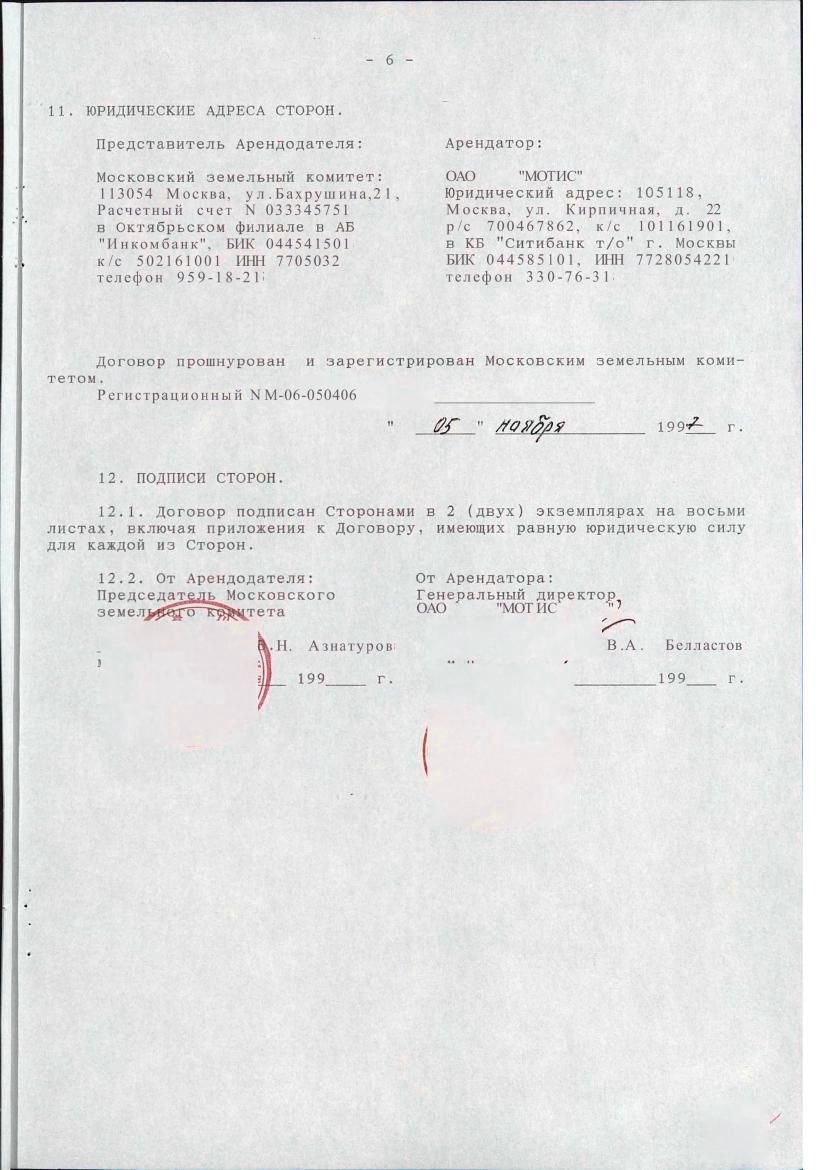 - 6 -
11. ЮРИДИЧЕСКИЕ АДРЕСА СТОРОН.
Представитель Арендодателя:
Московский земельный комитет:
113054 Москва, ул.Бахрушина,21,
Расчетный счет N 033345751
в Октябрьском филиале в АБ
"Инкомбанк", БИК 044541501
к/с 502161001 ИНН 7705032
телефон 959-18-21
Арендатор:
ОАО "МОТИС"
Юридический адрес: 105118,
Москва, ул. Кирпичная, д. 22
р/с 700467862, к/с 101161901,
в КБ "Ситибанк т/о" г. Москвы
БИК 044585101, ИНН 7728054221
телефон 330-76-31
Договор прошнурован и зарегистрирован Московским земельным коми-
тетом.
Регистрационный N М-06-050406
" 05 " ноября 1997 г.
12. ПОДПИСИ СТОРОН.
12.1. Договор подписан Сторонами в 2 (двух) экземплярах на восьми
листах, включая приложения к Договору, имеющих равную юридическую силу
для каждой из Сторон.
12.2. От Арендодателя:
Председатель Московского
земельного комитета
.Н. Азнатуров
199____ г.
От Арендатора:
Генеральный директор
ОАО "МОТИС "
В.А. Белластов
" " ________199___ г.